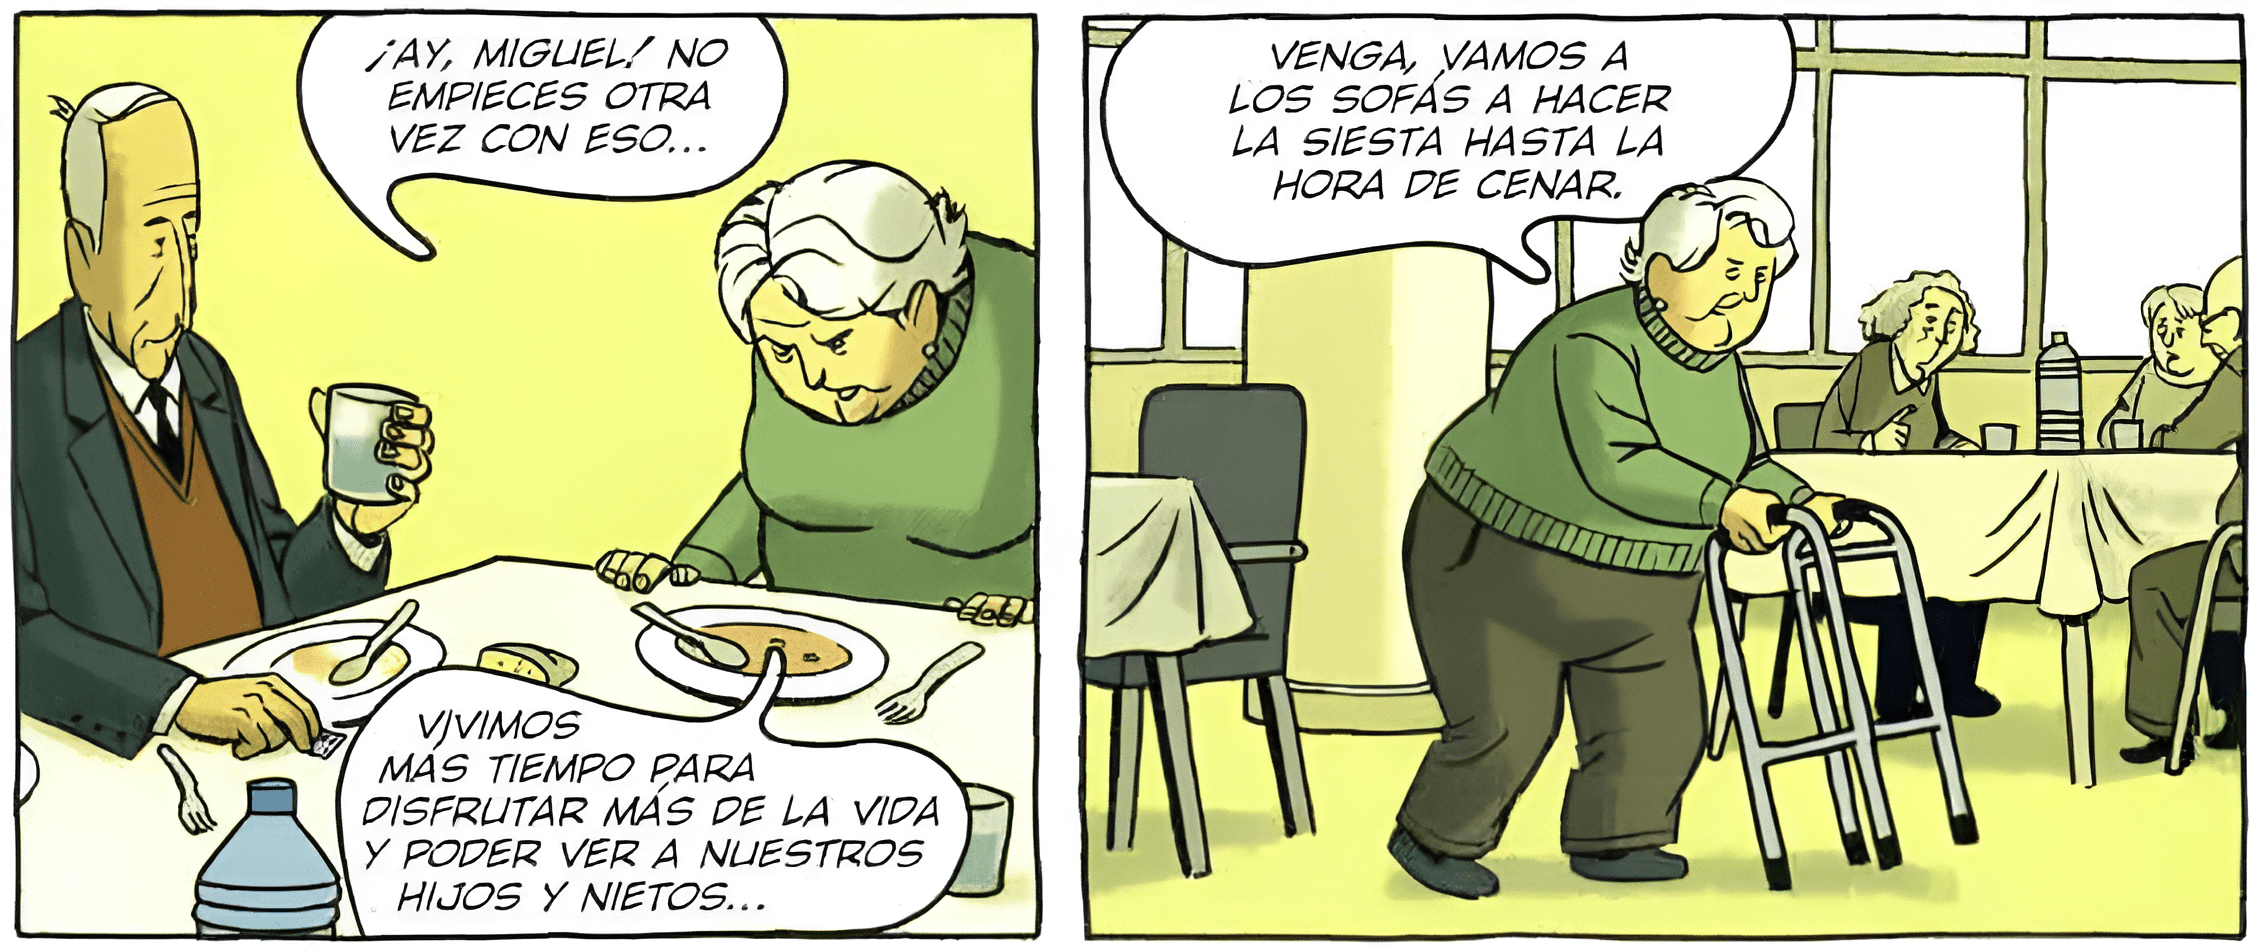 ¡AY, MIGUEL! NO
EMPIECES OTRA
VEZ CON ESO...
VIVIMOS
MÁS TIEMPO PARA
DISFRUTAR MÁS DE LA VIDA
Y PODER VER A NUESTROS
HIJOS Y NIETOS...
VENGA, VAMOS A
LOS SOFÁS A HACER
LA SIESTA HASTA LA
HORA DE CENAR.